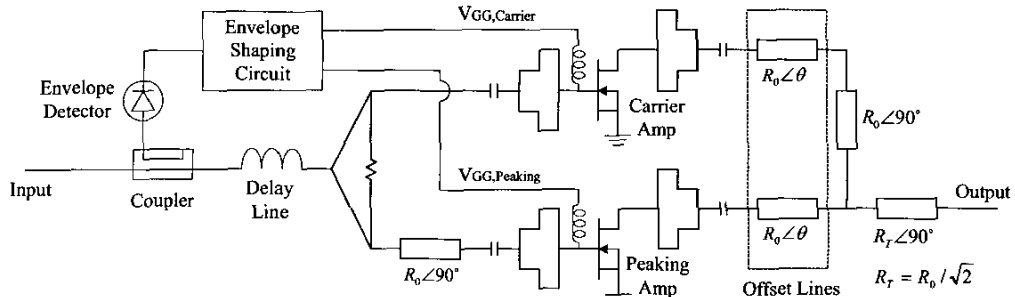 Envelope
Shaping
Circuit
V_GG,Carrier
Envelope
Detector
R_0∠θ
Carrier
Amp
R_0∠90°
Input
Coupler
Delay
Line
V_GG,Peaking
Output
R_0∠90°
R_0∠θ
R_T∠90°
Peaking
Amp
Offset Lines
R_T = R_0 / √2